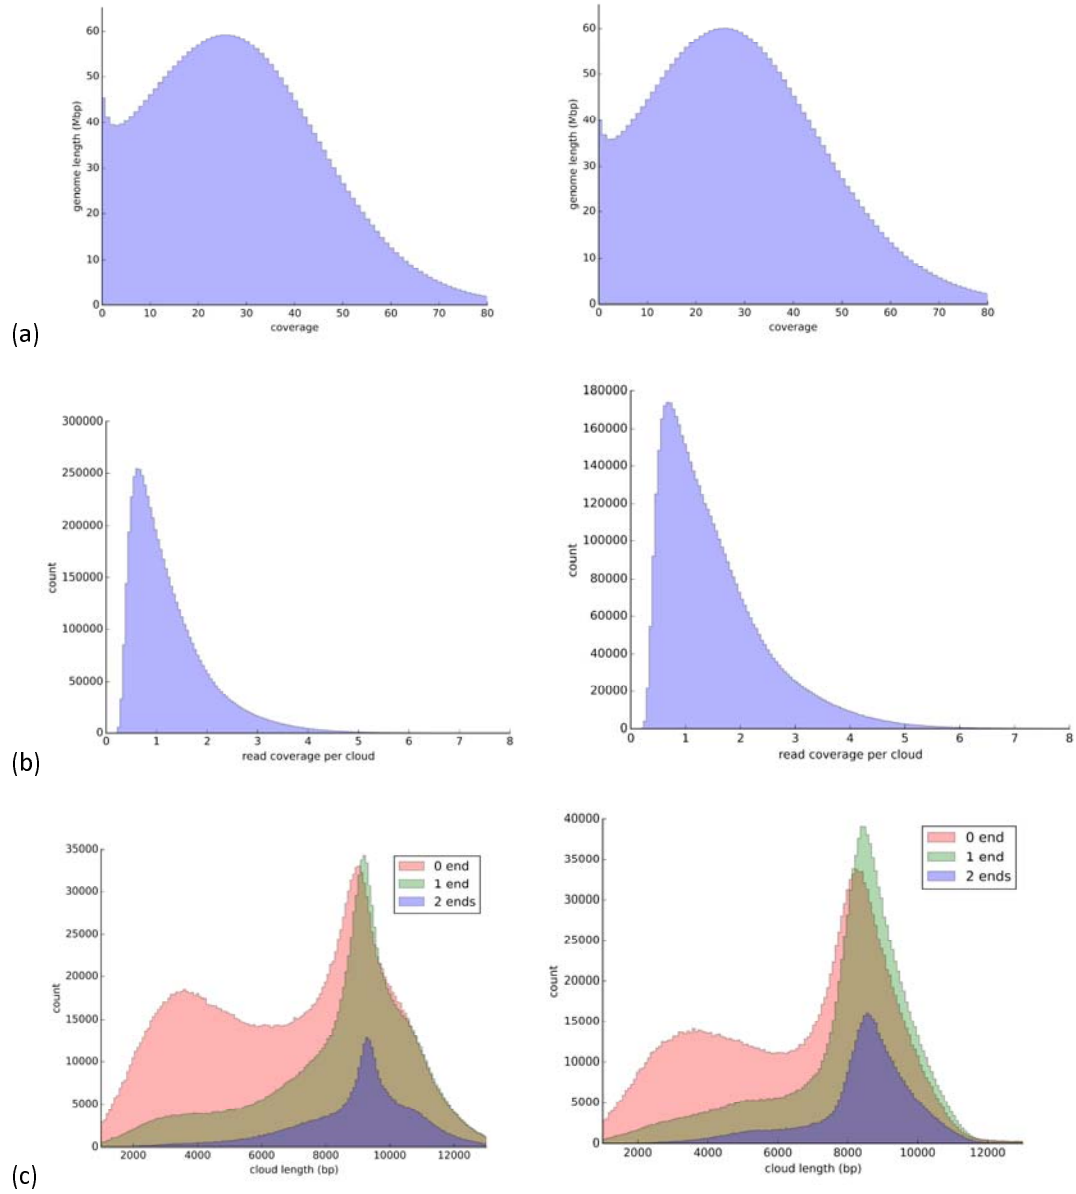 60
50
40
30
20
10
0
genome length (Mbp)
0 10 20 30 40 50 60 70 80
coverage
60
50
40
30
20
10
0
genome length (Mbp)
0 10 20 30 40 50 60 70 80
coverage
(a)
300000
250000
200000
150000
100000
50000
0
count
0 1 2 3 4 5 6 7 8
read coverage per cloud
180000
160000
140000
120000
100000
80000
60000
40000
20000
0
count
0 1 2 3 4 5 6 7 8
read coverage per cloud
(b)
35000
30000
25000
20000
15000
10000
5000
0
count
0 end
1 end
2 ends
2000 4000 6000 8000 10000 12000
cloud length (bp)
40000
35000
30000
25000
20000
15000
10000
5000
0
count
0 end
1 end
2 ends
2000 4000 6000 8000 10000 12000
cloud length (bp)
(c)